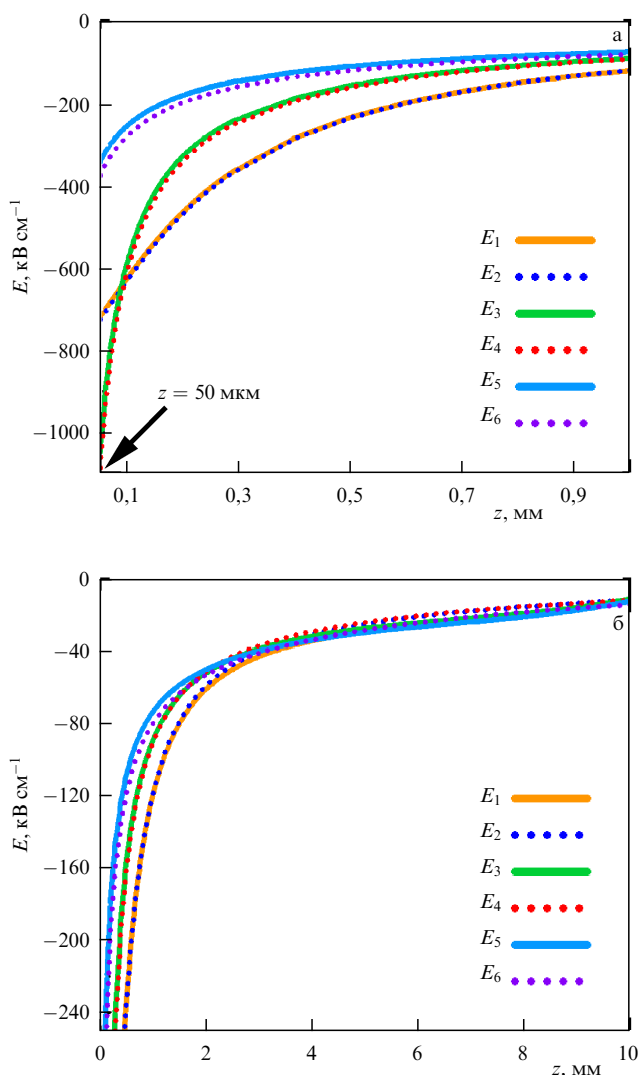 0
−200
−400
−600
−800
−1000
E, кВ см⁻¹
а
E₁
E₂
E₃
E₄
E₅
E₆
z = 50 мкм
0,1
0,3
0,5
0,7
0,9
z, мм
0
−40
−80
−120
−160
−200
−240
E, кВ см⁻¹
б
E₁
E₂
E₃
E₄
E₅
E₆
0
2
4
6
8
10
z, мм